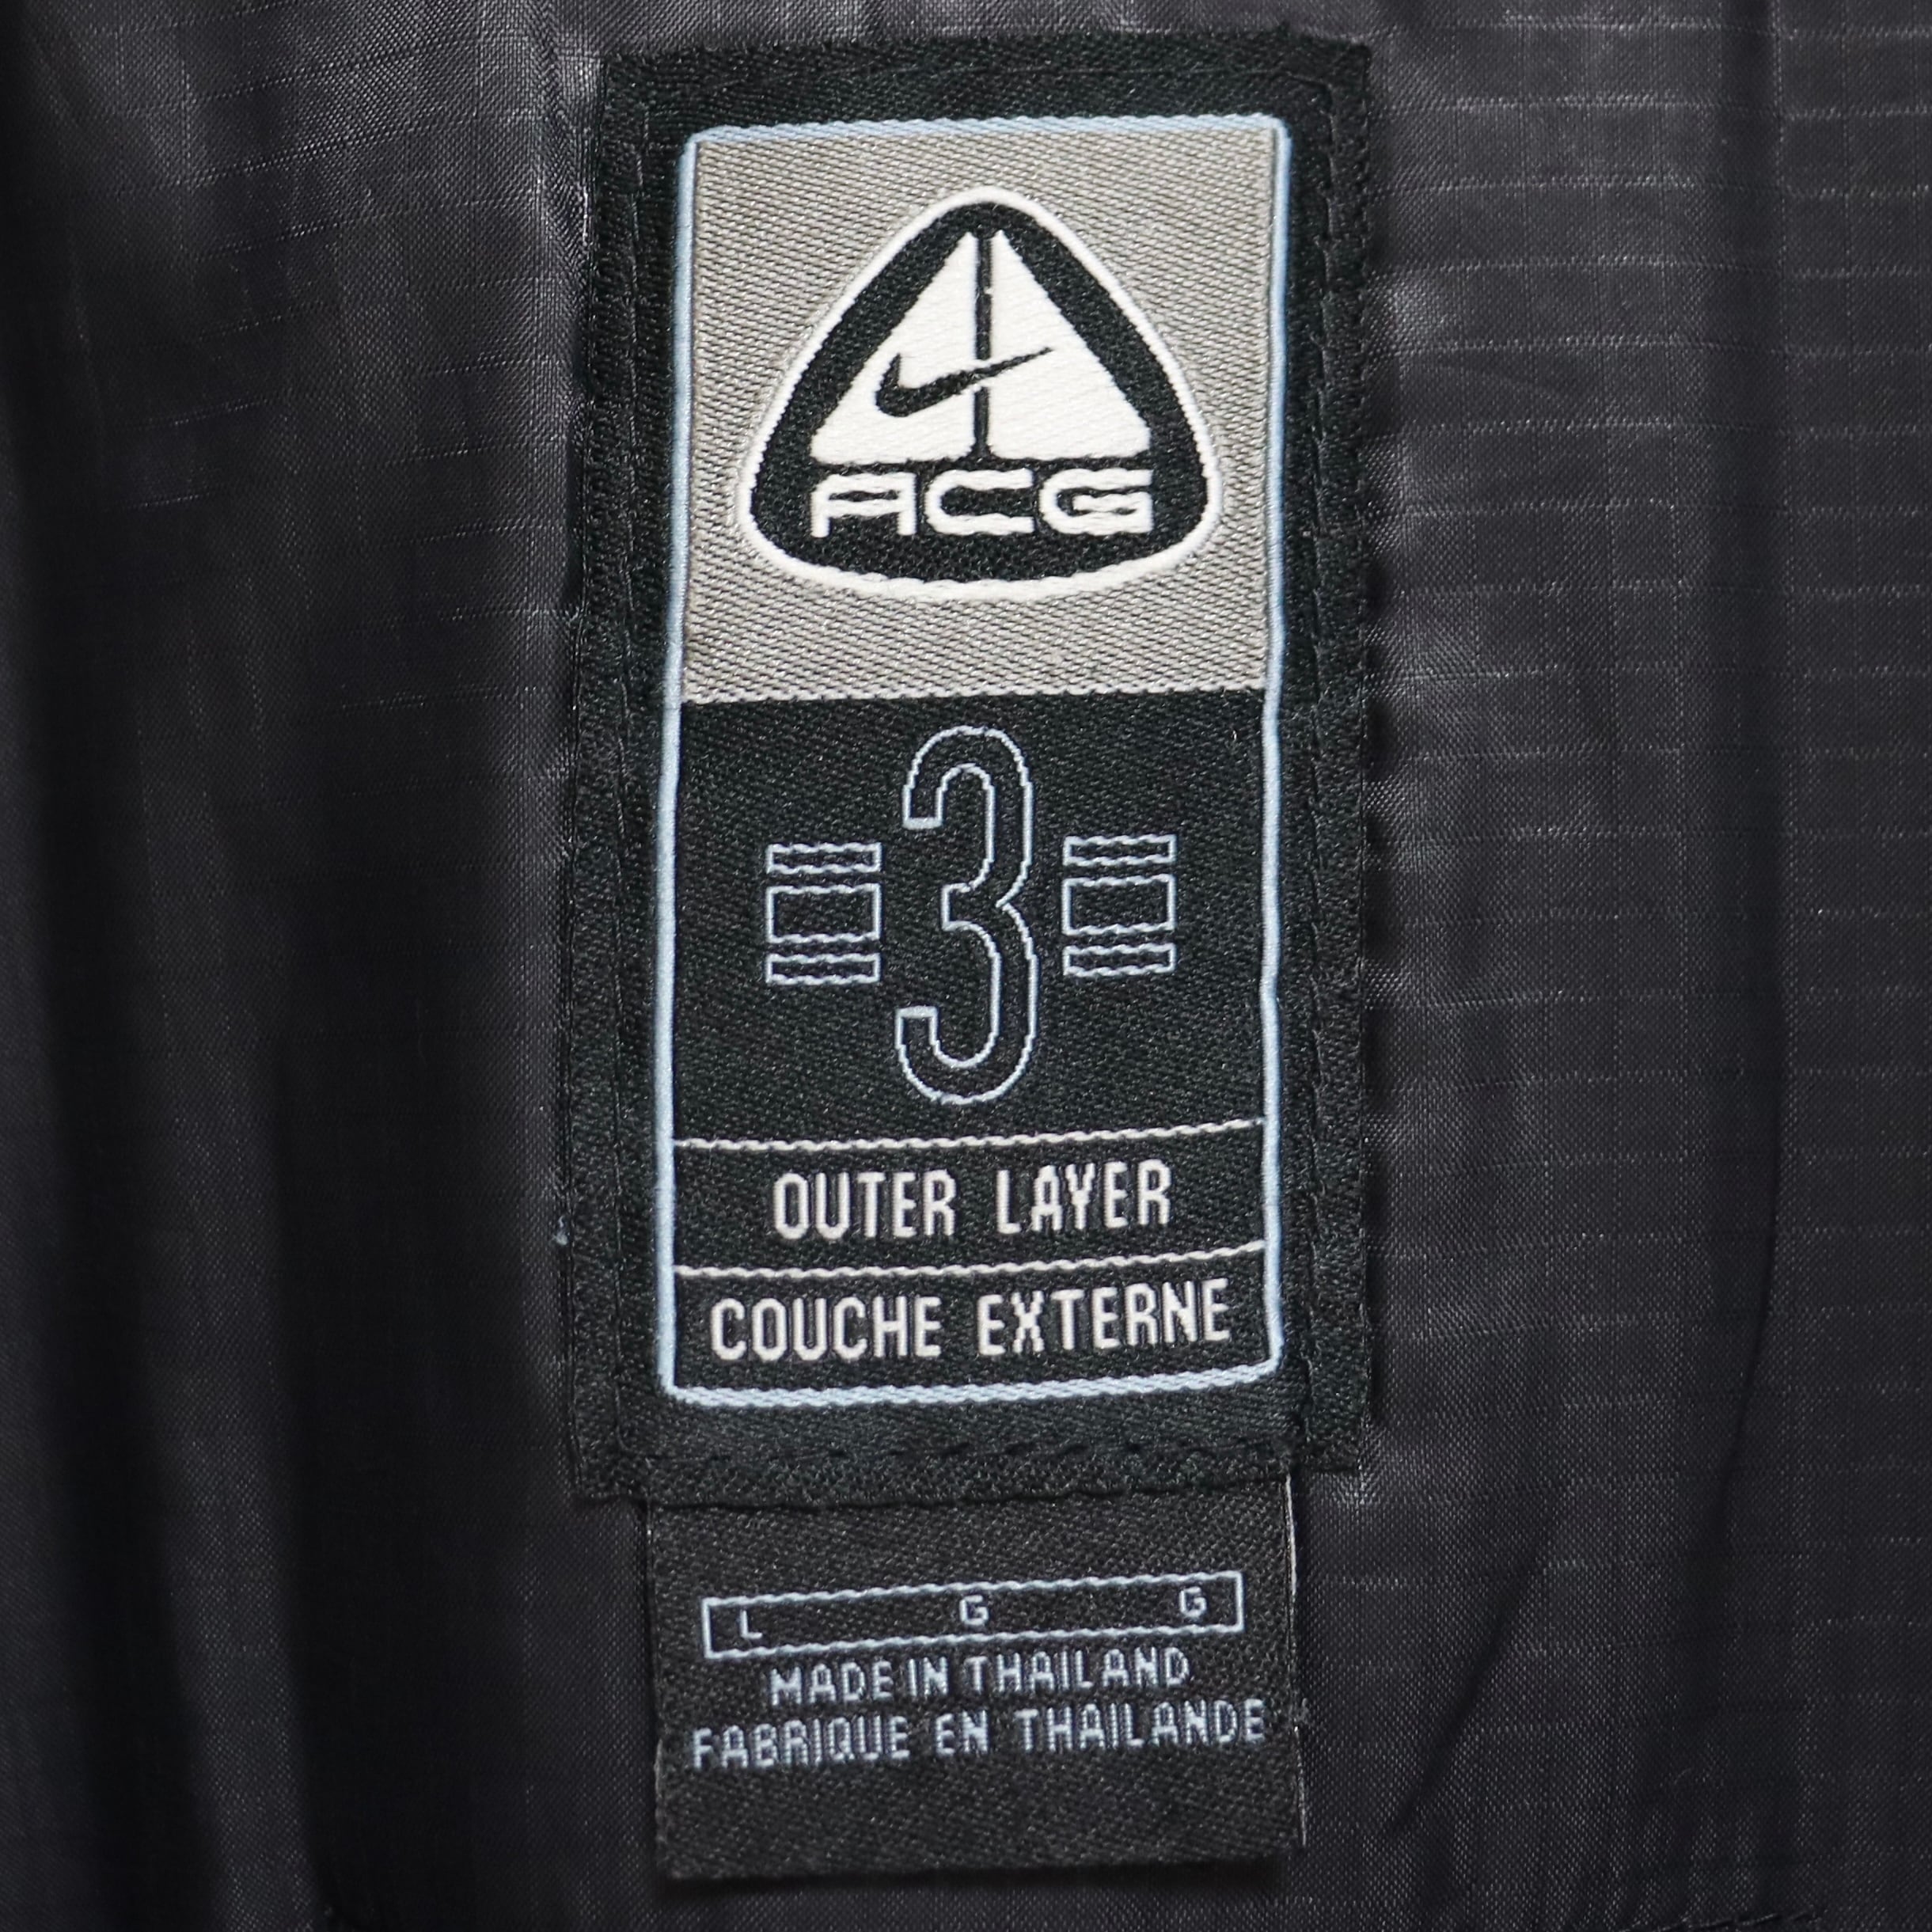 ACG
3
OUTER LAYER
COUCHE EXTERNE
L G G
MADE IN THAILAND
FABRIQUE EN THAILANDE